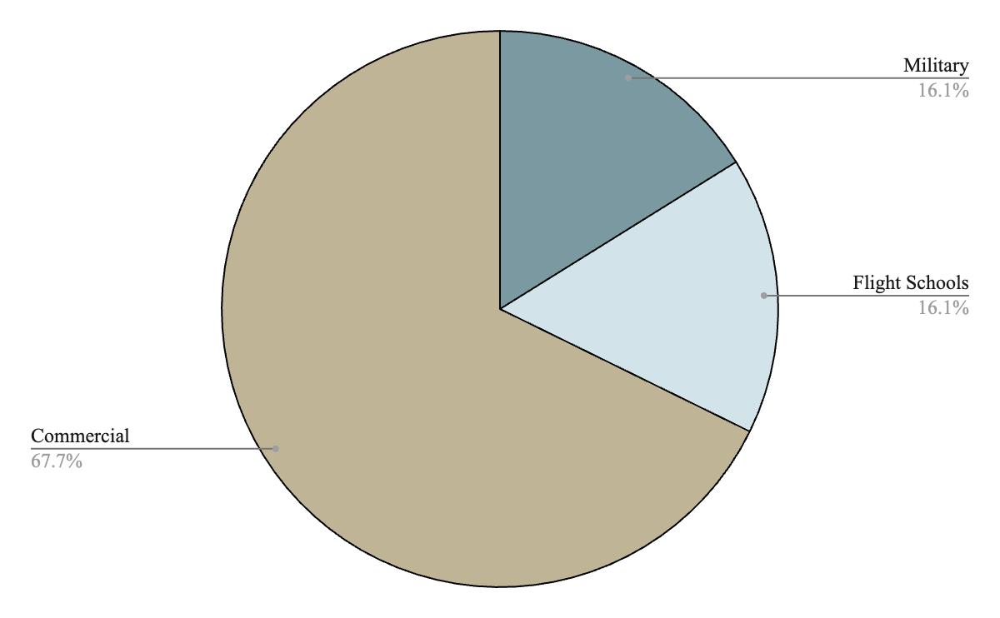 Military
16.1%
Flight Schools
16.1%
Commercial
67.7%